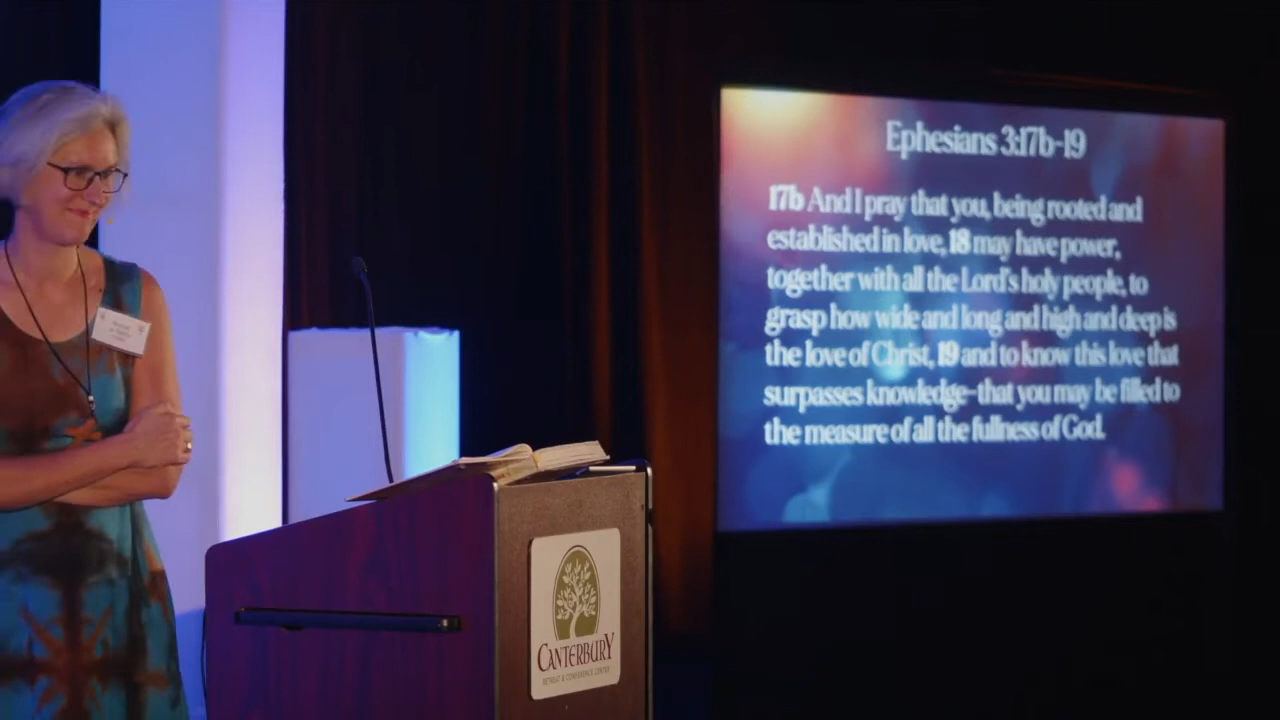 Ephesians 3:17b-19
17b And I pray that you, being rooted and
established in love, 18 may have power,
together with all the Lord's holy people, to
grasp how wide and long and high and deep is
the love of Christ, 19 and to know this love that
surpasses knowledge-that you may be filled to
the measure of all the fullness of God.
CANTERBURY
RETREAT & CONFERENCE CENTER